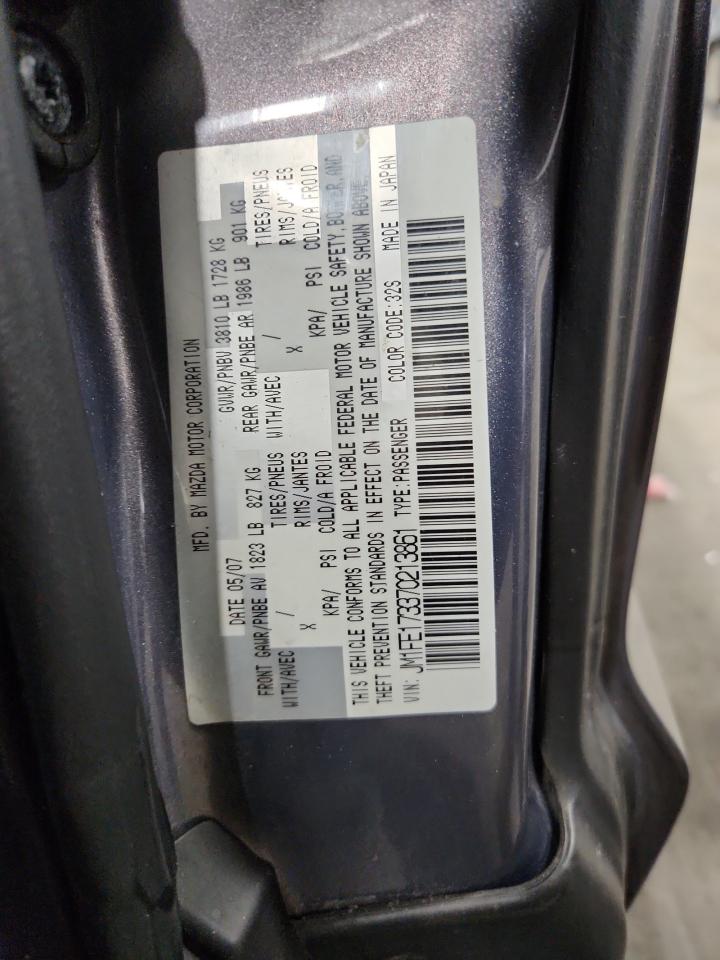 MFD. BY MAZDA MOTOR CORPORATION
DATE 05/07 GVWR/PNBV 3810 LB 1728 KG
FRONT GAWR/PNBE AV 1823 LB 827 KG REAR GAWR/PNBE AR 1986 LB 901 KG
WITH/AVEC / TIRES/PNEUS WITH/AVEC / TIRES/PNEUS
X RIMS/JANTES X RIMS/JANTES
KPA/ PSI COLD/A FROID KPA/ PSI COLD/A FROID
THIS VEHICLE CONFORMS TO ALL APPLICABLE FEDERAL MOTOR VEHICLE SAFETY, AND
THEFT PREVENTION STANDARDS IN EFFECT ON THE DATE OF MANUFACTURE SHOWN ABOVE.
VIN: JM1FE173370213861 TYPE:PASSENGER COLOR CODE:32S MADE IN JAPAN